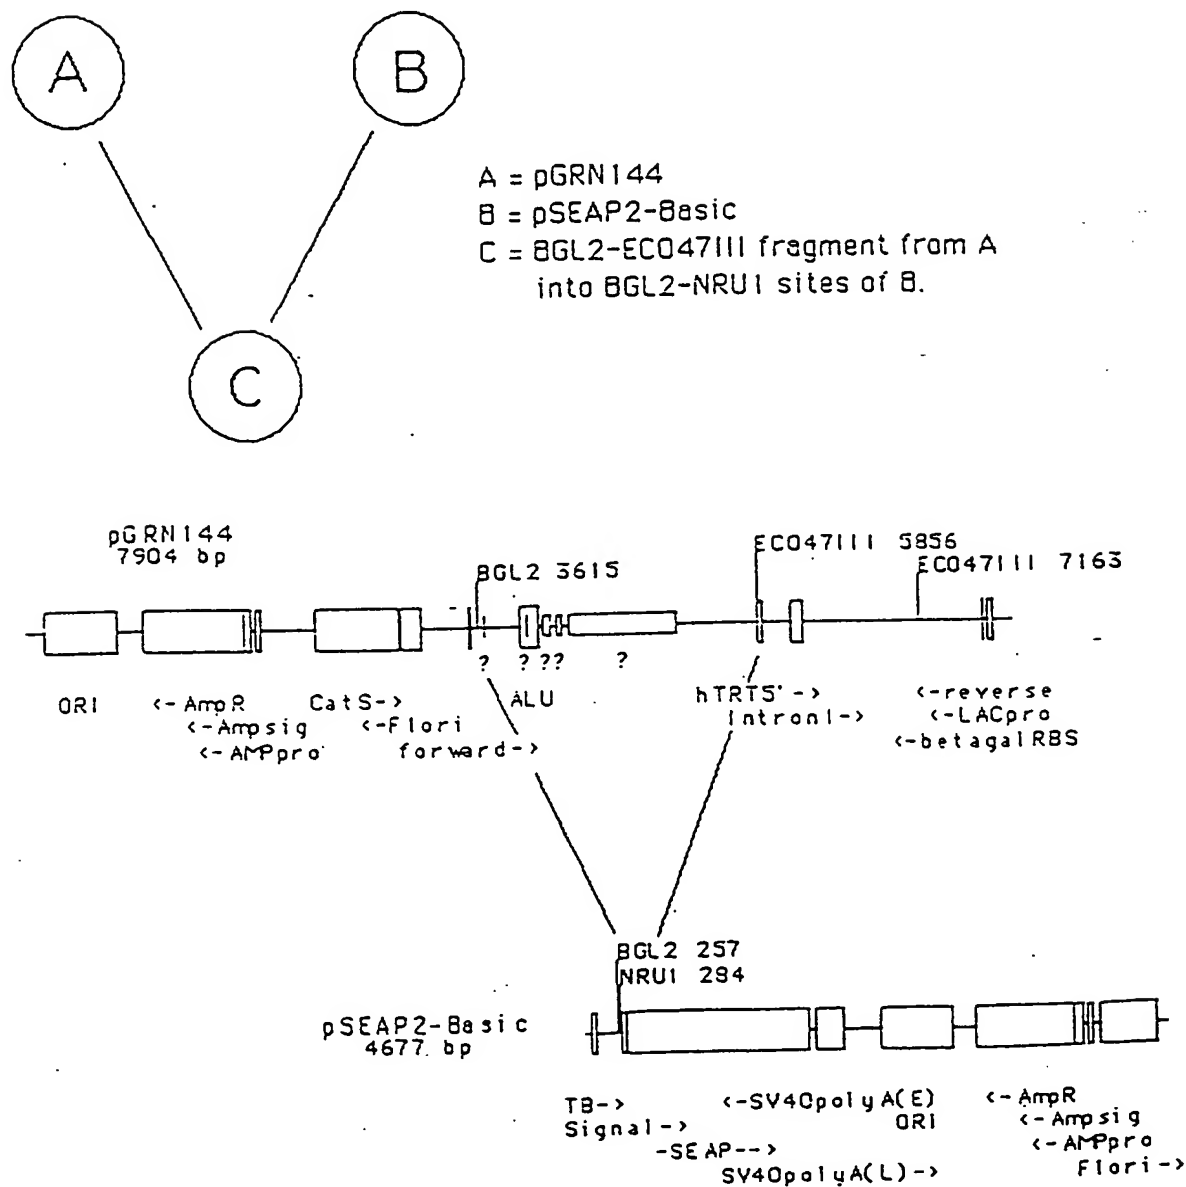 A
B
A = pGRN144
B = pSEAP2-Basic
C = BGL2-ECO47III fragment from A
into BGL2-NRU1 sites of B.
C
pGRN144
7904 bp
BGL2 3615
ECO47III 5856
ECO47III 7163
? ? ?? ?
ORI
<-AmpR
<-Ampsig
<-AMPpro
CatS->
<-Flori
forward->
ALU
hTRT5'->
Intron1->
<-reverse
<-LACpro
<-betagalRBS
BGL2 257
NRU1 284
pSEAP2-Basic
4677 bp
TB->
Signal->
-SEAP-->
<-SV40polyA(E)
ORI
SV40polyA(L)->
<-AmpR
<-Ampsig
<-AMPpro
Flori->